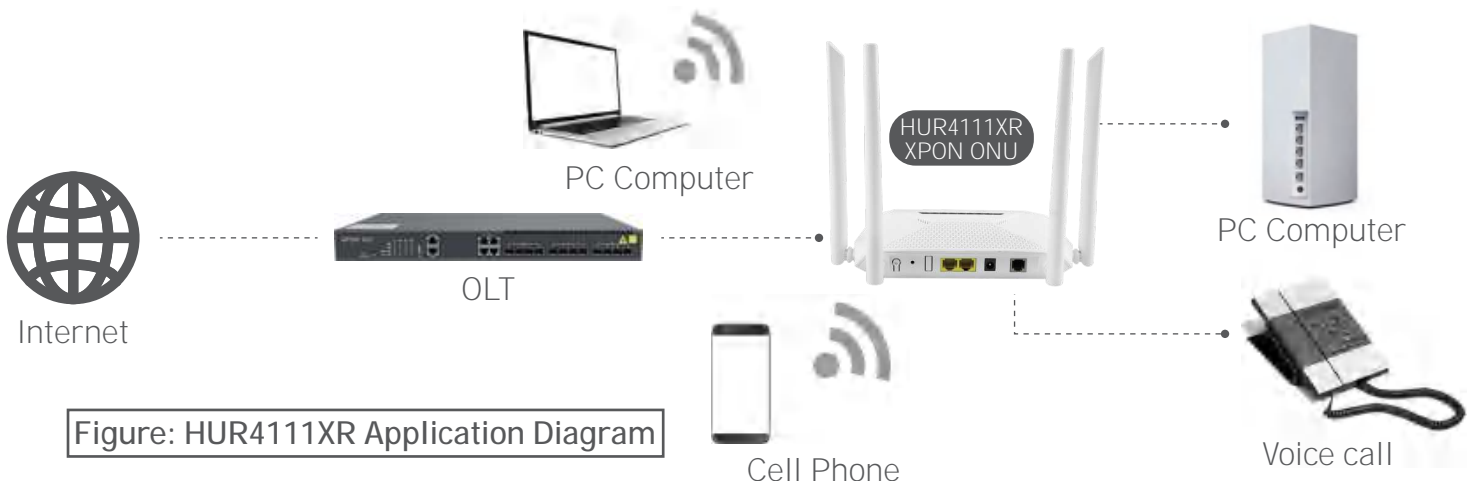 HUR4111XR
XPON ONU
PC Computer
PC Computer
OLT
Internet
Figure: HUR4111XR Application Diagram
Cell Phone
Voice call